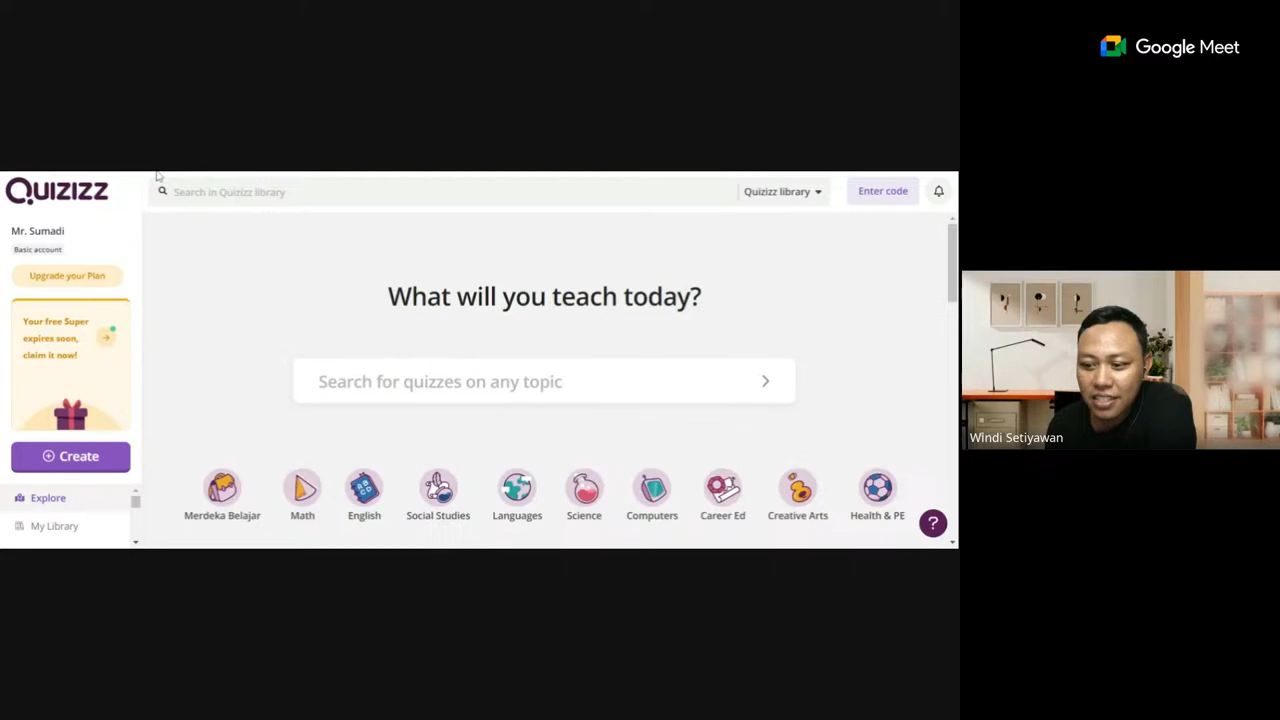 Google Meet
QUIZIZZ
Search in Quizizz library
Quizizz library
Enter code
Mr. Sumadi
Basic account
Upgrade your Plan
Your free Super
expires soon,
claim it now!
Create
Explore
My Library
What will you teach today?
Search for quizzes on any topic
Merdeka Belajar
Math
English
Social Studies
Languages
Science
Computers
Career Ed
Creative Arts
Health & PE
?
Windi Setiyawan